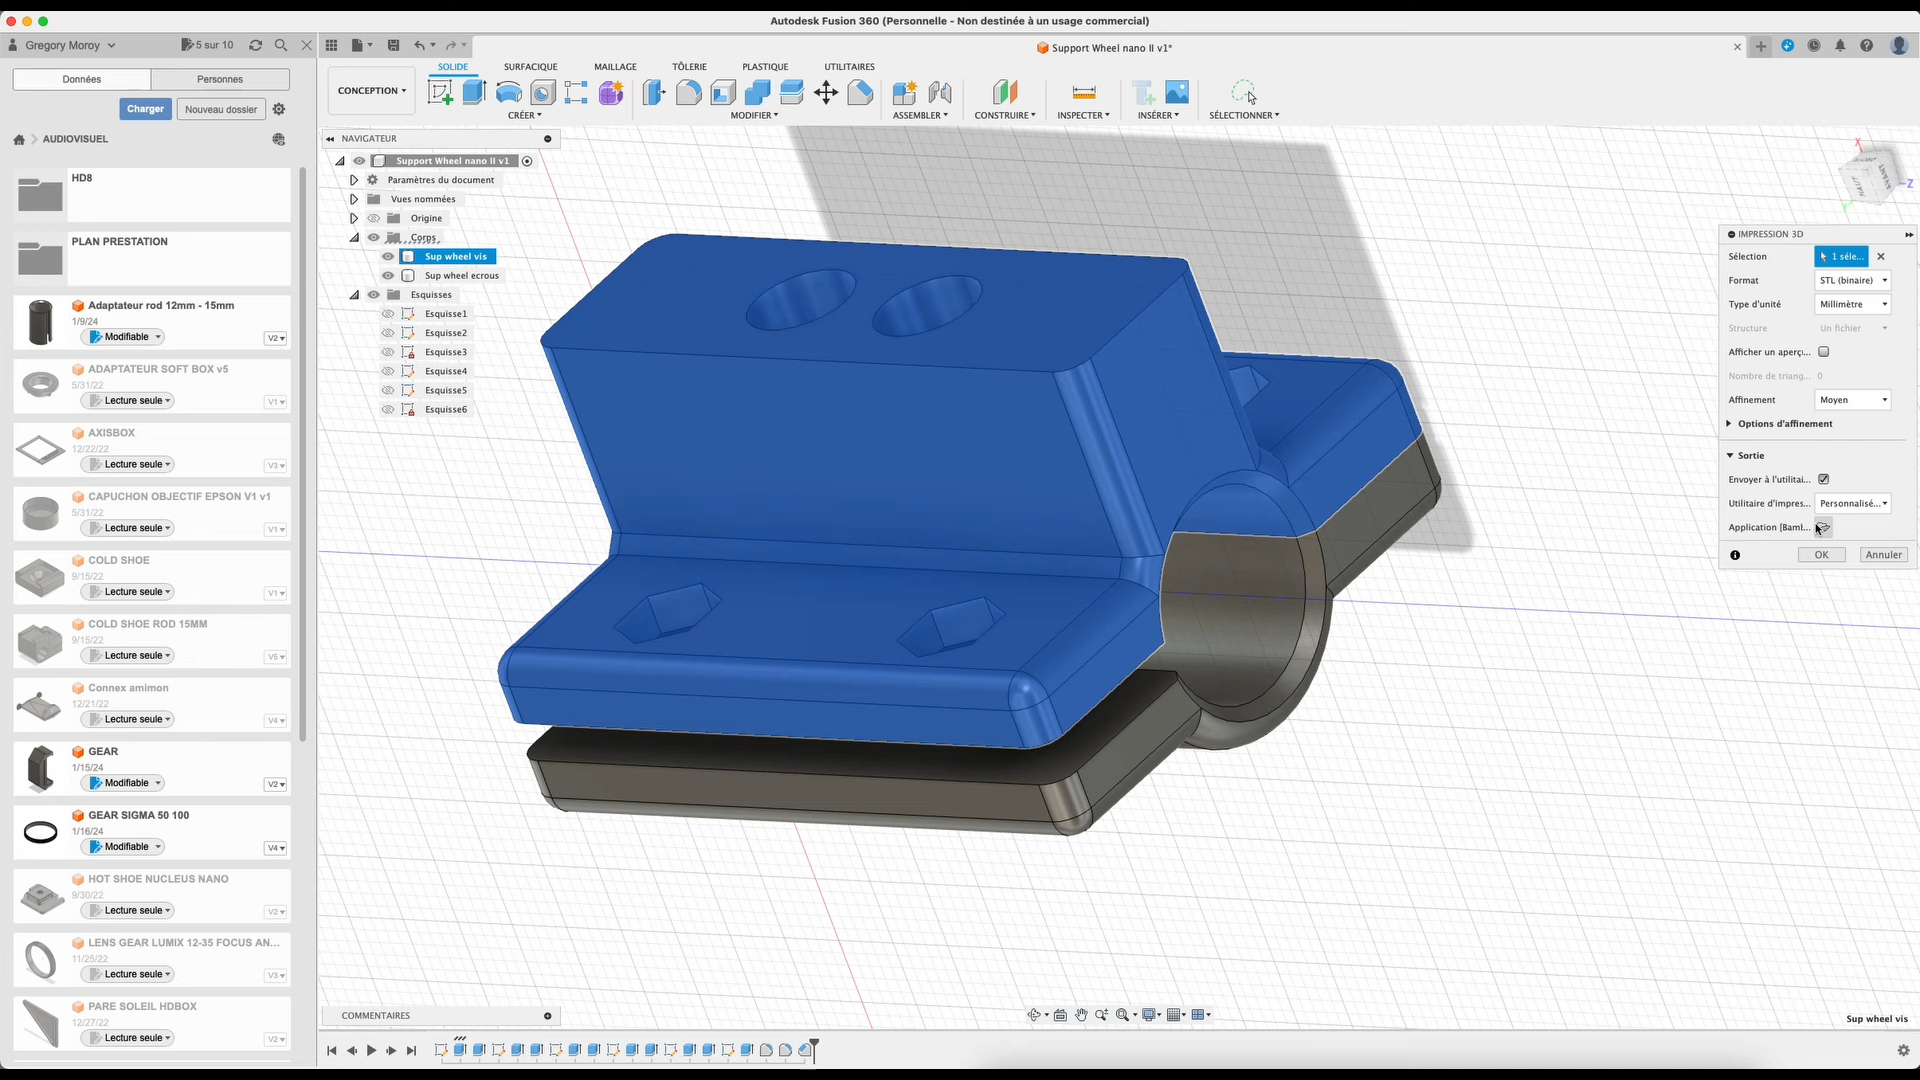 Autodesk Fusion 360 (Personnelle - Non destinée à un usage commercial)
Gregory Moroy
5 sur 10
Support Wheel nano II v1*
Données
Personnes
Charger
Nouveau dossier
AUDIOVISUEL
HD8
PLAN PRESTATION
Adaptateur rod 12mm - 15mm
1/9/24
Modifiable
V2
ADAPTATEUR SOFT BOX v5
5/31/22
Lecture seule
V1
AXISBOX
12/22/22
Lecture seule
V3
CAPUCHON OBJECTIF EPSON V1 v1
5/31/22
Lecture seule
V1
COLD SHOE
9/15/22
Lecture seule
V1
COLD SHOE ROD 15MM
9/15/22
Lecture seule
V5
Connex amimon
12/21/22
Lecture seule
V4
GEAR
1/15/24
Modifiable
V2
GEAR SIGMA 50 100
1/16/24
Modifiable
V4
HOT SHOE NUCLEUS NANO
9/30/22
Lecture seule
V2
LENS GEAR LUMIX 12-35 FOCUS AN...
11/25/22
Lecture seule
V3
PARE SOLEIL HDBOX
12/27/22
Lecture seule
V2
SOLIDE
SURFACIQUE
MAILLAGE
TÔLERIE
PLASTIQUE
UTILITAIRES
CONCEPTION
CRÉER
MODIFIER
ASSEMBLER
CONSTRUIRE
INSPECTER
INSÉRER
SÉLECTIONNER
NAVIGATEUR
Support Wheel nano II v1
Paramètres du document
Vues nommées
Origine
Corps
Sup wheel vis
Sup wheel ecrous
Esquisses
Esquisse1
Esquisse2
Esquisse3
Esquisse4
Esquisse5
Esquisse6
X
Z
HAUT
IMPRESSION 3D
Sélection
1 séle...
Format
STL (binaire)
Type d'unité
Millimètre
Structure
Un fichier
Afficher un aperç...
Nombre de triang...
0
Affinement
Moyen
Options d'affinement
Sortie
Envoyer à l'utilitai...
Utilitaire d'impres...
Personnalisé...
Application [Baml...
OK
Annuler
COMMENTAIRES
Sup wheel vis